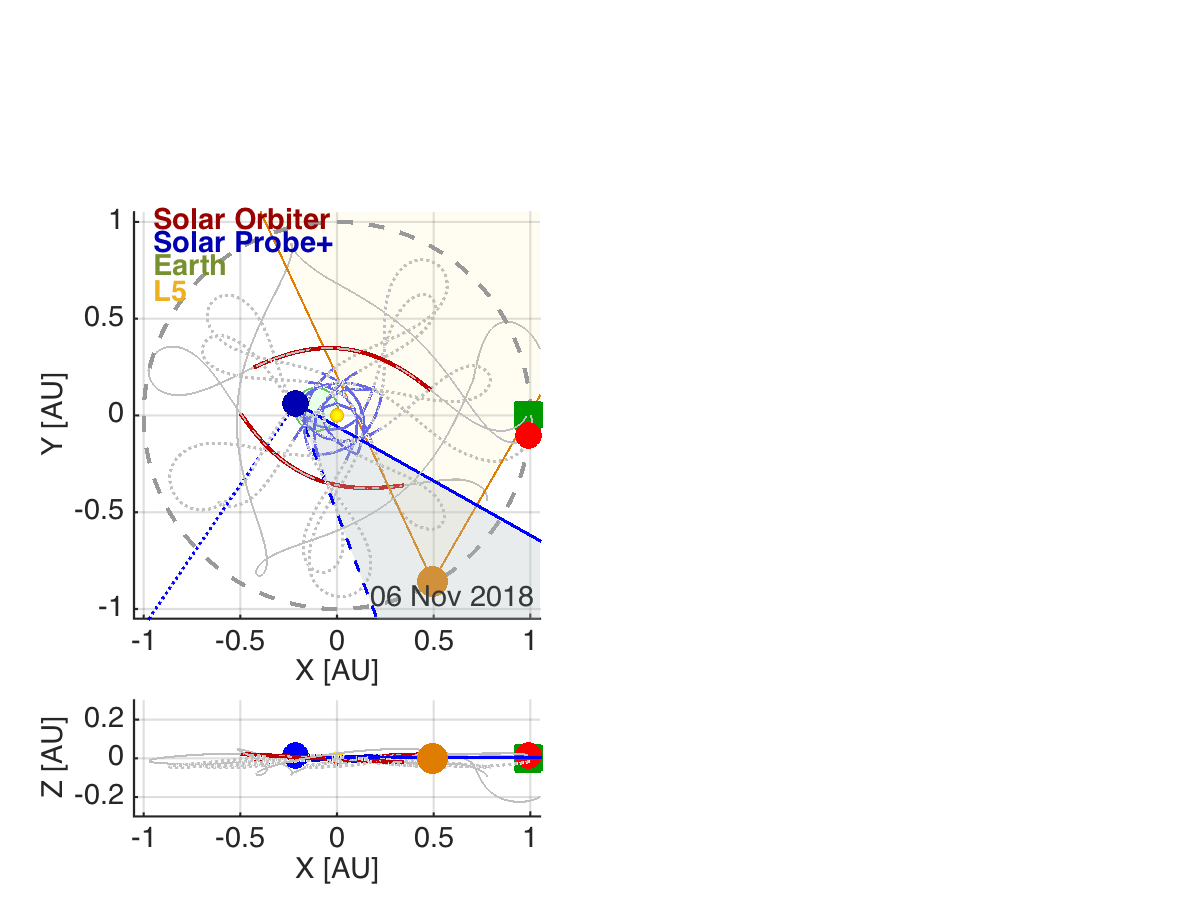 Solar Orbiter
Solar Probe+
Earth
L5
1
0.5
0
-0.5
-1
Y [AU]
06 Nov 2018
-1 -0.5 0 0.5 1
X [AU]
0.2
0
-0.2
Z [AU]
-1 -0.5 0 0.5 1
X [AU]